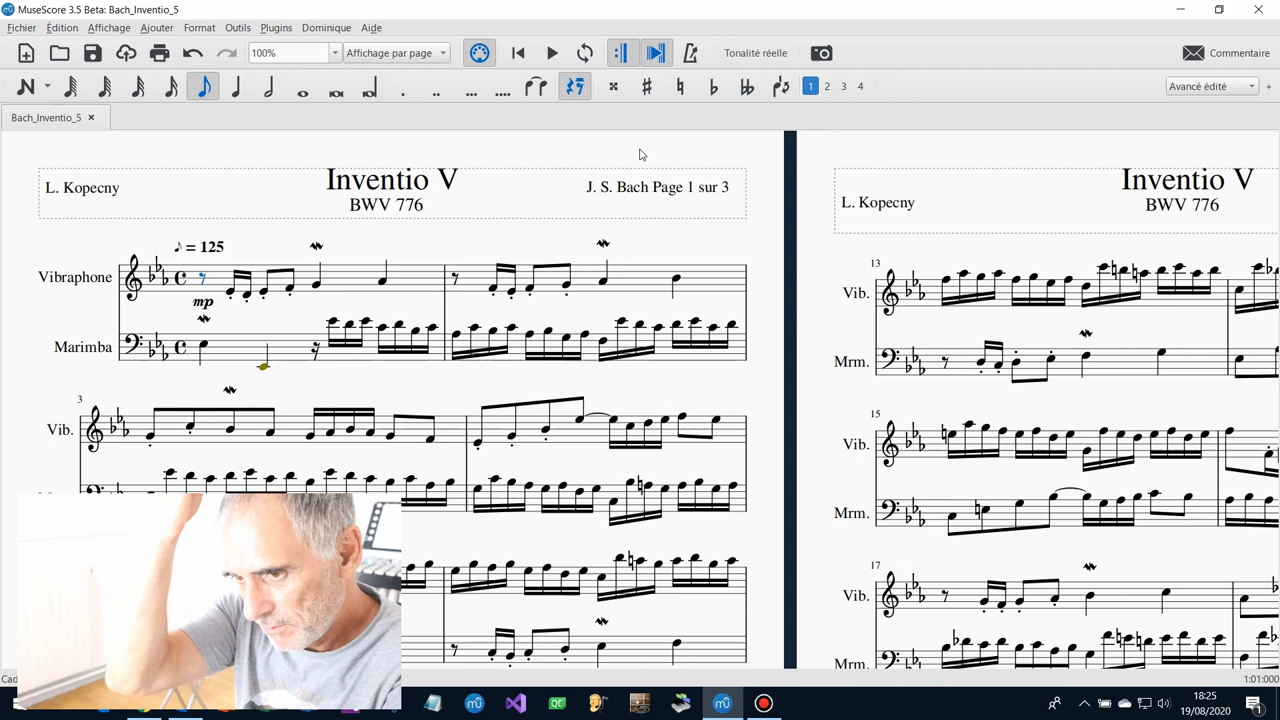 MuseScore 3.5 Beta: Bach_Inventio_5
Fichier Édition Affichage Ajouter Format Outils Plugins Dominique Aide
100% Affichage par page Tonalité réelle Commentaire
1 2 3 4 Avancé édité +
Bach_Inventio_5
L. Kopecny
Inventio V
BWV 776
J. S. Bach Page 1 sur 3
= 125
Vibraphone
mp
Marimba
3
Vib.
L. Kopecny
Inventio V
BWV 776
13
Vib.
Mrm.
15
Vib.
Mrm.
17
Vib.
Mrm.
1:01:000
QT
18:25
19/08/2020
1